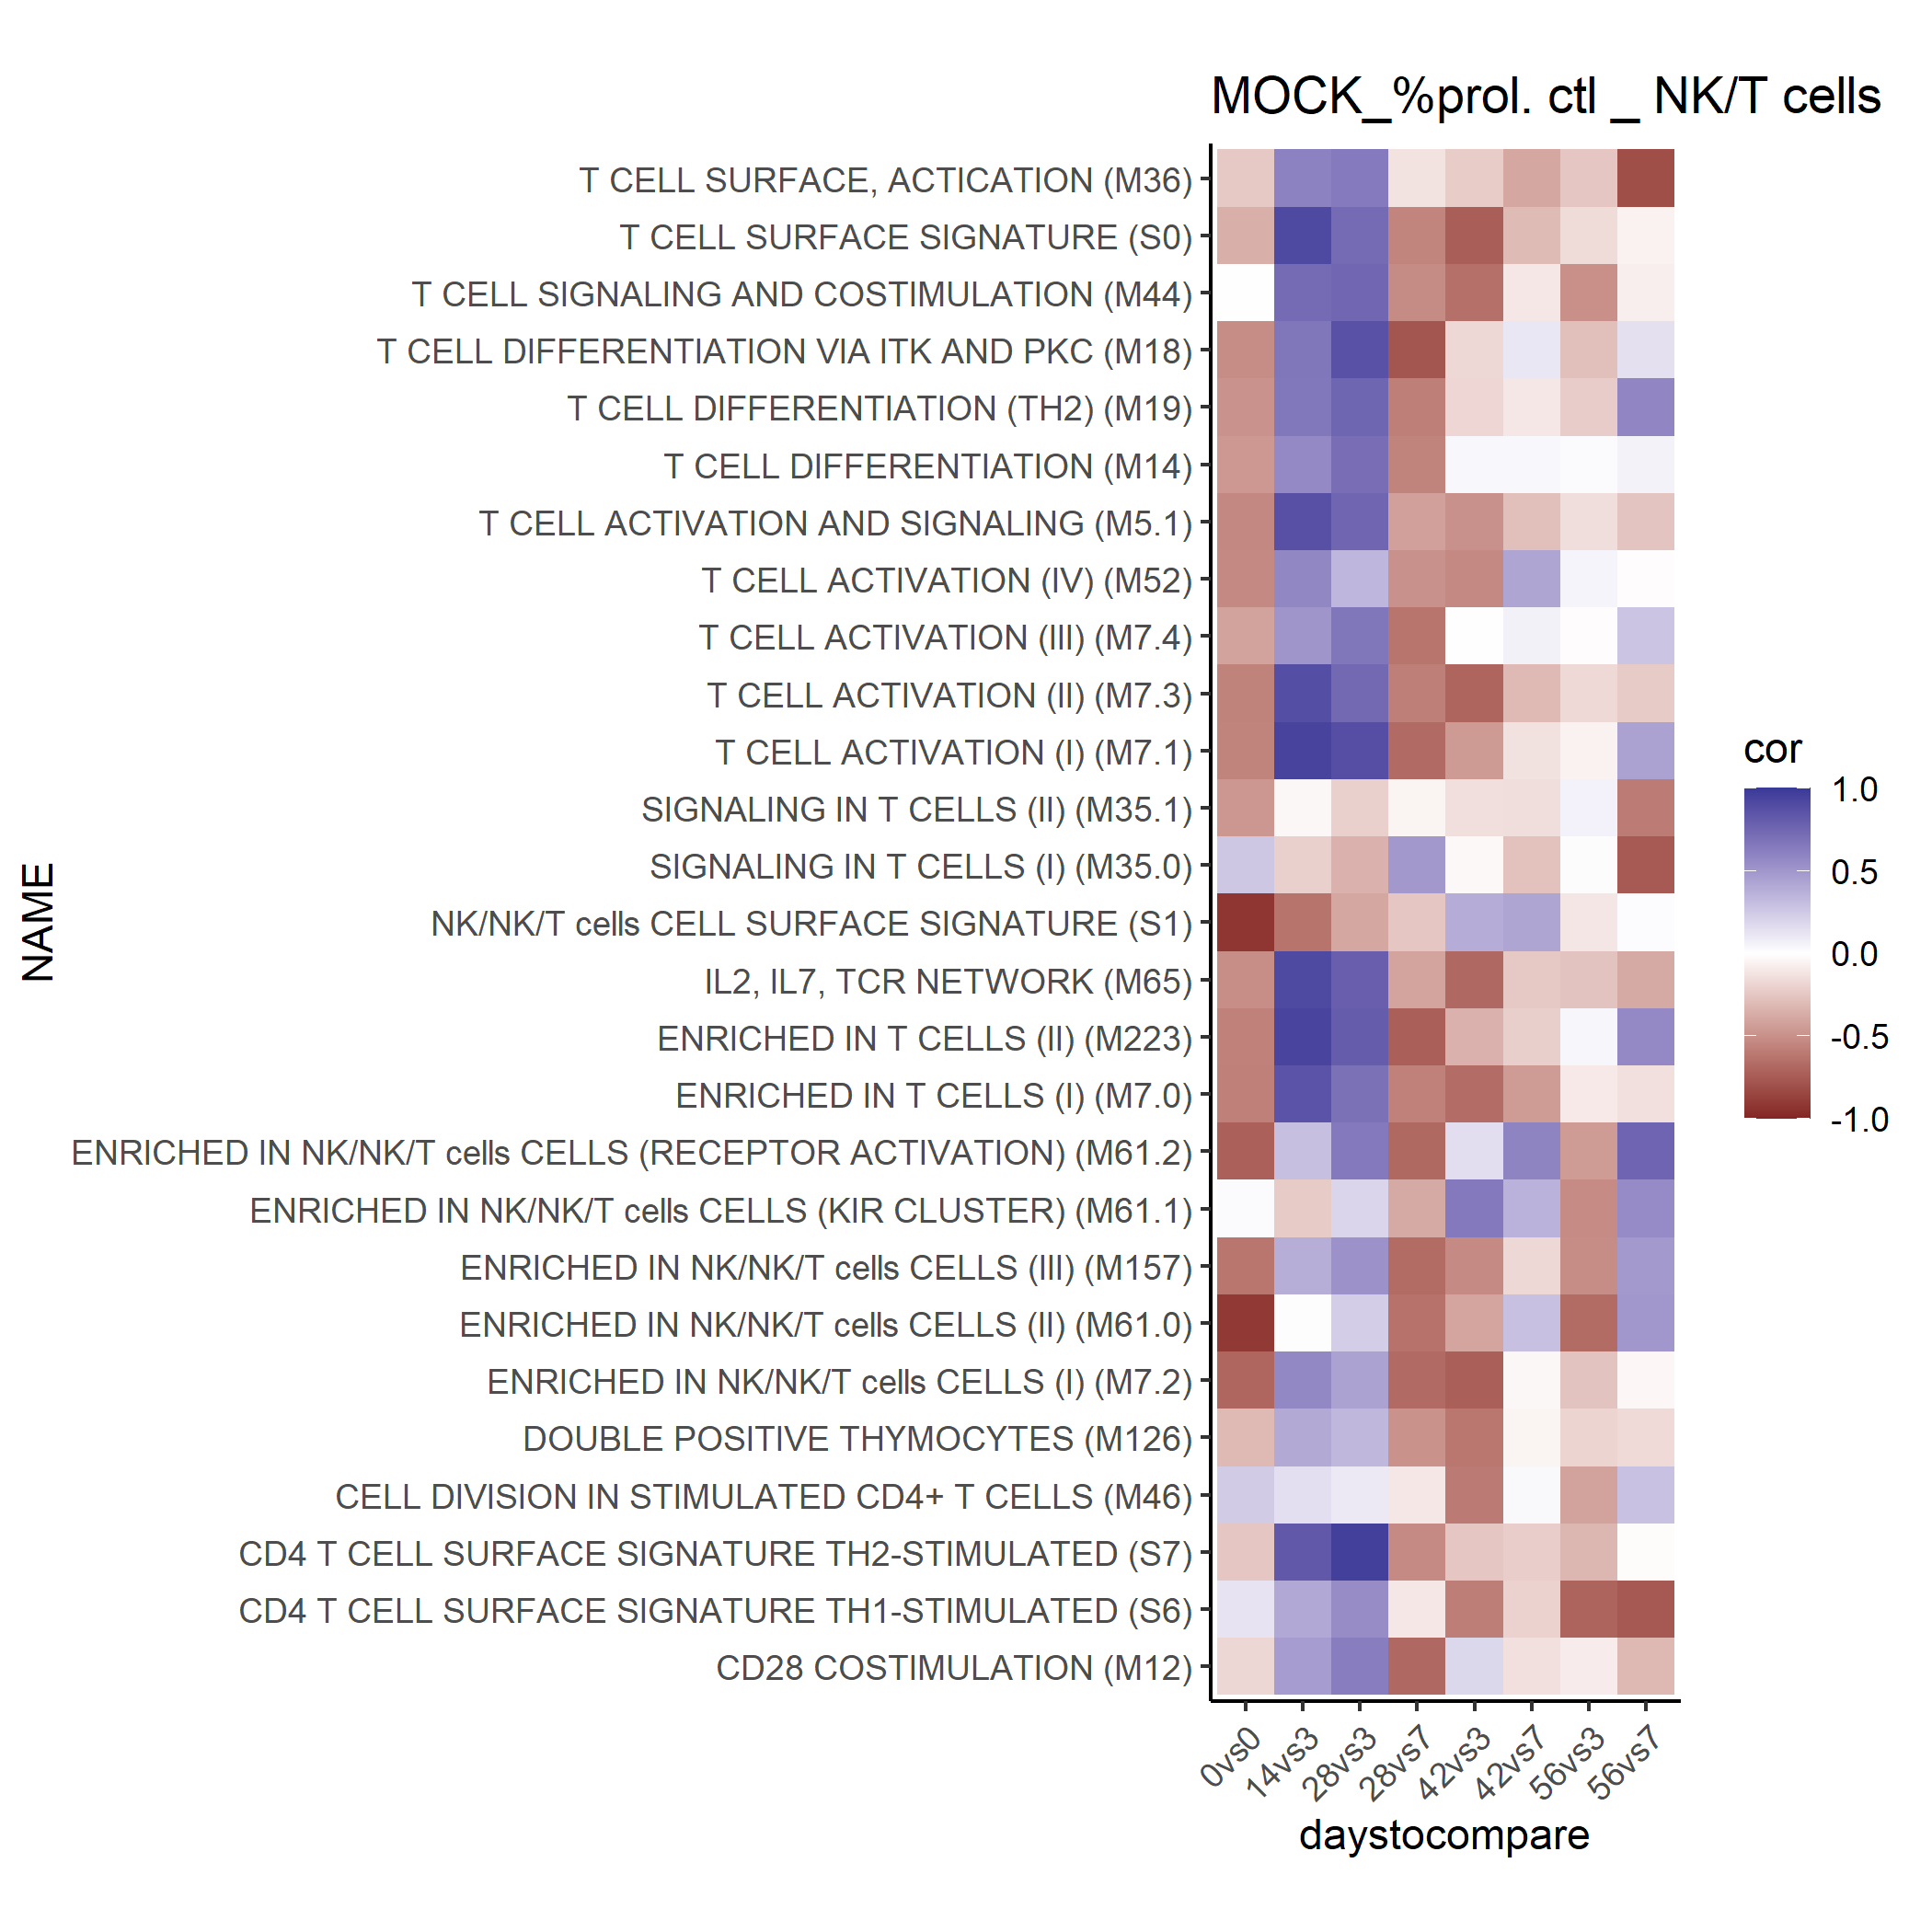 MOCK_%prol. ctl _ NK/T cells
NAME
T CELL SURFACE, ACTICATION (M36)
T CELL SURFACE SIGNATURE (S0)
T CELL SIGNALING AND COSTIMULATION (M44)
T CELL DIFFERENTIATION VIA ITK AND PKC (M18)
T CELL DIFFERENTIATION (TH2) (M19)
T CELL DIFFERENTIATION (M14)
T CELL ACTIVATION AND SIGNALING (M5.1)
T CELL ACTIVATION (IV) (M52)
T CELL ACTIVATION (III) (M7.4)
T CELL ACTIVATION (II) (M7.3)
T CELL ACTIVATION (I) (M7.1)
SIGNALING IN T CELLS (II) (M35.1)
SIGNALING IN T CELLS (I) (M35.0)
NK/NK/T cells CELL SURFACE SIGNATURE (S1)
IL2, IL7, TCR NETWORK (M65)
ENRICHED IN T CELLS (II) (M223)
ENRICHED IN T CELLS (I) (M7.0)
ENRICHED IN NK/NK/T cells CELLS (RECEPTOR ACTIVATION) (M61.2)
ENRICHED IN NK/NK/T cells CELLS (KIR CLUSTER) (M61.1)
ENRICHED IN NK/NK/T cells CELLS (III) (M157)
ENRICHED IN NK/NK/T cells CELLS (II) (M61.0)
ENRICHED IN NK/NK/T cells CELLS (I) (M7.2)
DOUBLE POSITIVE THYMOCYTES (M126)
CELL DIVISION IN STIMULATED CD4+ T CELLS (M46)
CD4 T CELL SURFACE SIGNATURE TH2-STIMULATED (S7)
CD4 T CELL SURFACE SIGNATURE TH1-STIMULATED (S6)
CD28 COSTIMULATION (M12)
0vs0
14vs3
28vs3
28vs7
42vs3
42vs7
56vs3
56vs7
daystocompare
cor
1.0
0.5
0.0
-0.5
-1.0